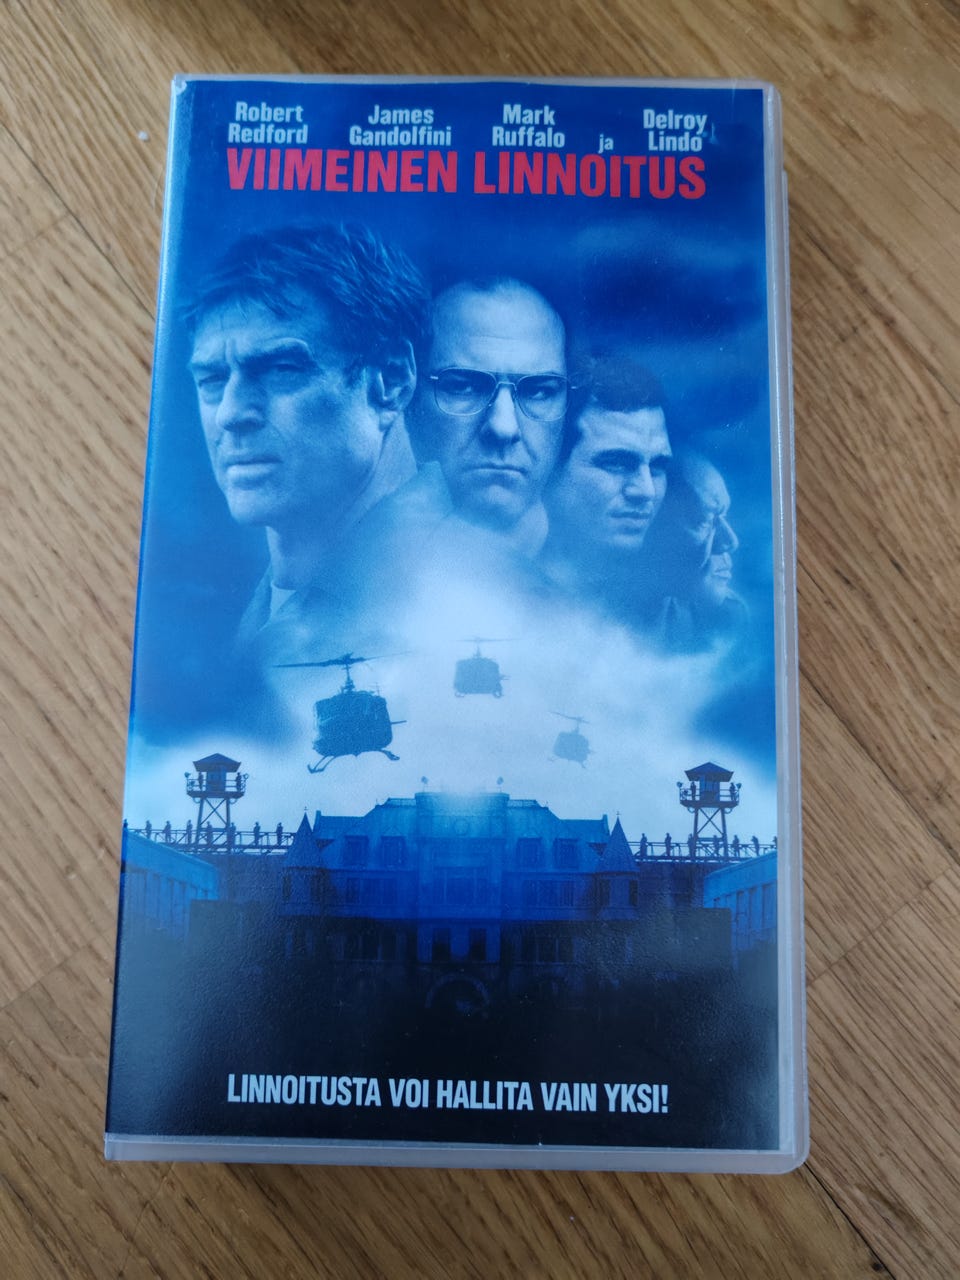 Robert Redford
James Gandolfini
Mark Ruffalo
ja
Delroy Lindo
VIIMEINEN LINNOITUS
LINNOITUSTA VOI HALLITA VAIN YKSI!